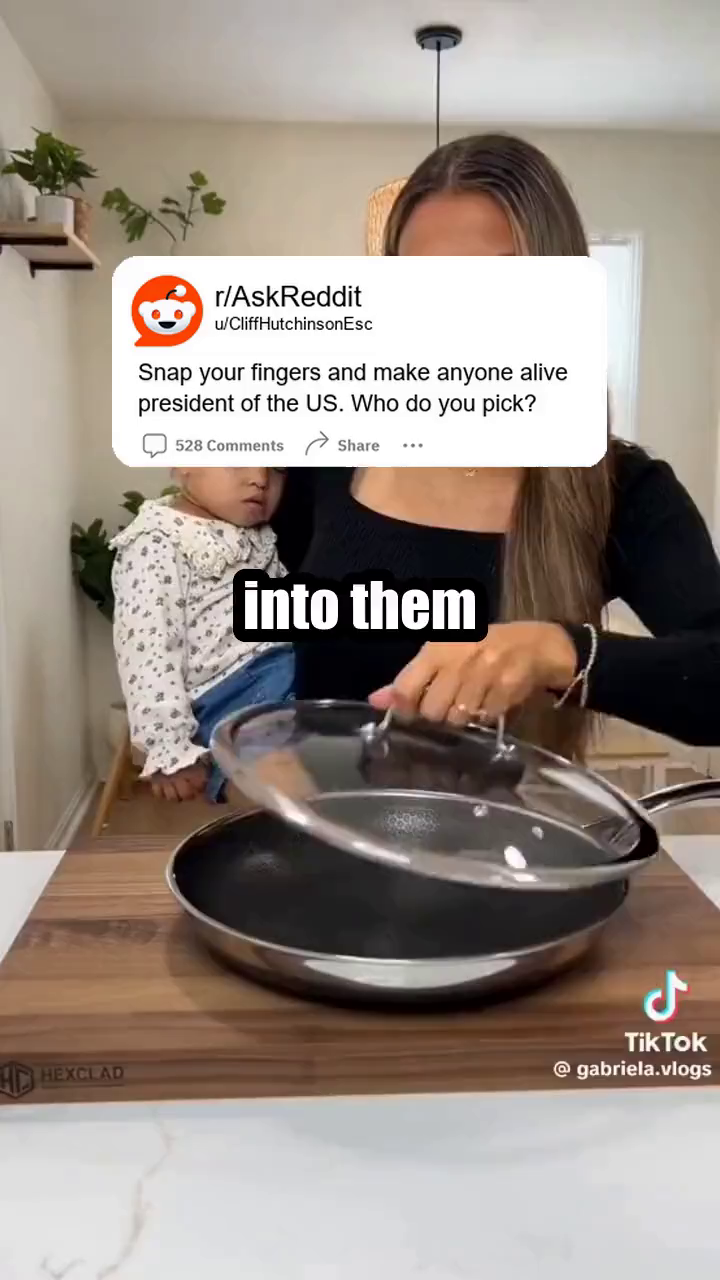 r/AskReddit
u/CliffHutchinsonEsc
Snap your fingers and make anyone alive
president of the US. Who do you pick?
528 Comments Share
into them
TikTok
@ gabriela.vlogs
HC HEXCLAD